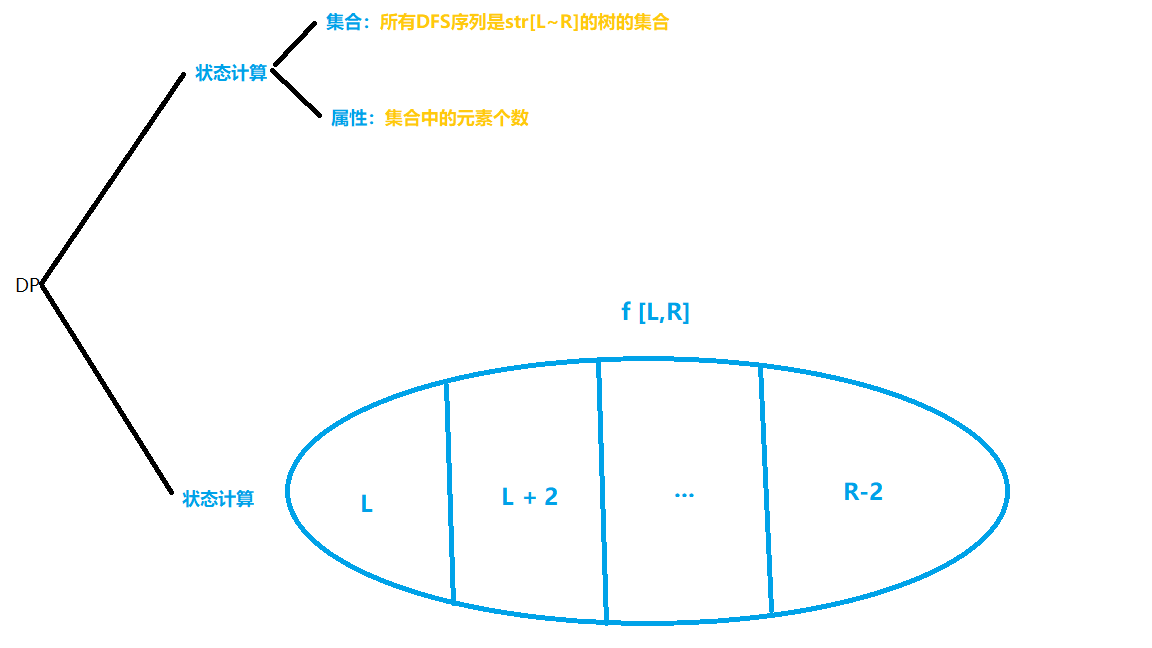 集合：所有DFS序列是str[L~R]的树的集合
状态计算
属性：集合中的元素个数
DP
f [L,R]
状态计算
L
L + 2
...
R-2